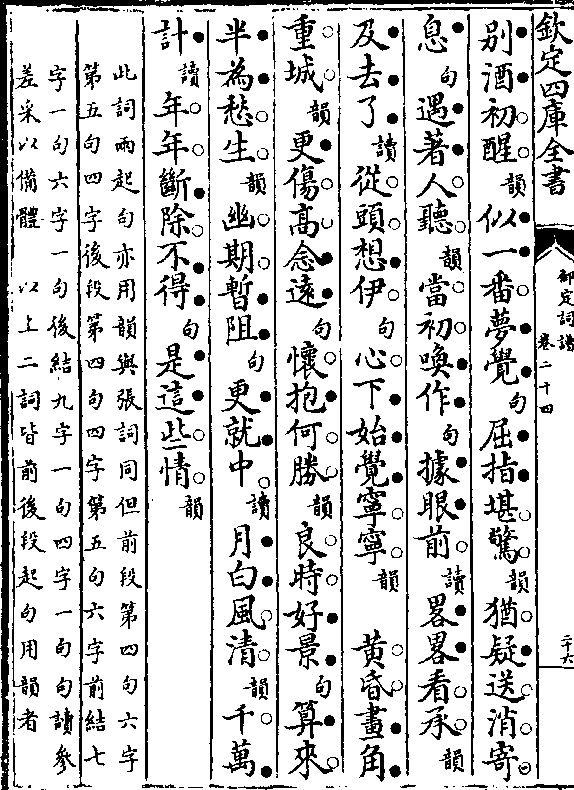 欽定四庫全書
御定詞譜 卷二十四
二十六
別酒初醒韻似一番夢覺句屈指堪驚韻猶疑送消寄
息句遇著人聽韻當初喚作句據眼前讀畧畧看承韻
及去了讀從頭想伊句心下始覺寧寧韻 黃昏畫角
重城韻更傷高念遠句懷抱何勝韻良時好景句算來
半為愁生韻幽期暫阻句更就中讀月白風清韻千萬
計讀年年斷除不得句是這些情韻
此詞兩起句亦用韻與張詞同但前段第四句六字
第五句四字後段第四句四字第五句六字前結七
字一句六字一句後結九字一句四字一句句讀參
差采以備體 以上二詞皆前後段起句用韻者